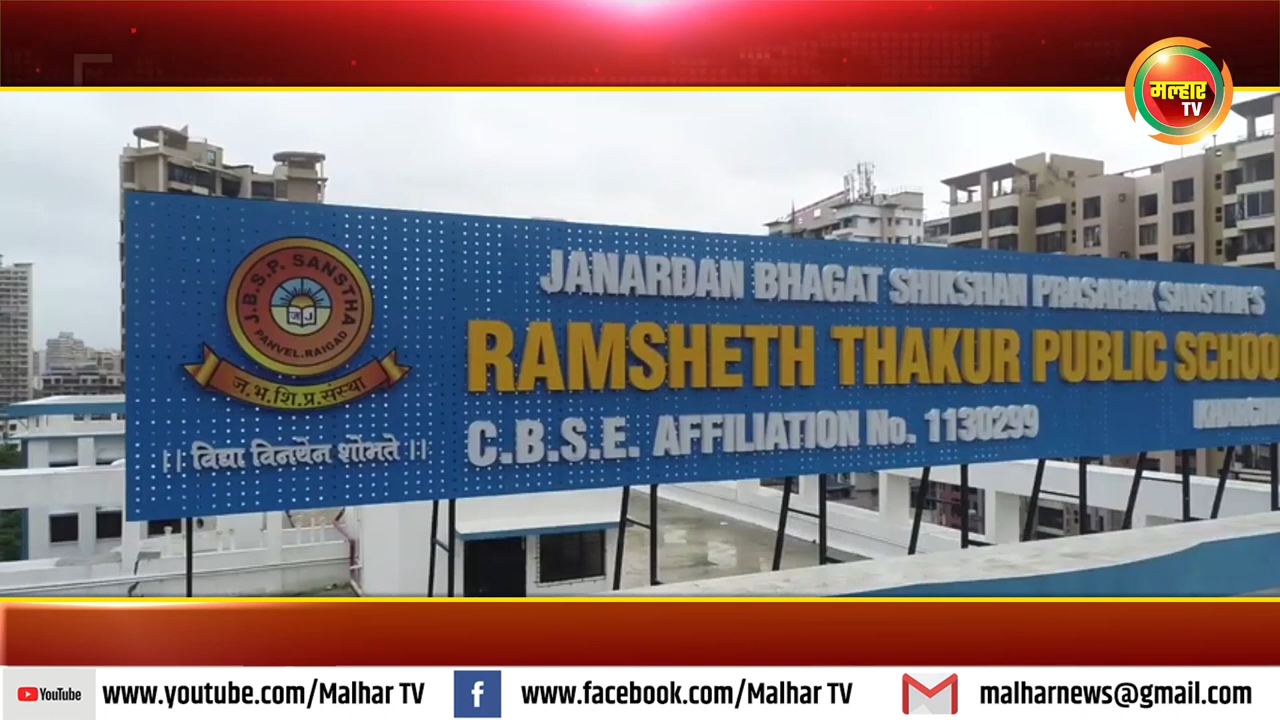 मल्हार
TV
J.B.S.P. SANSTHA
PANVEL. RAIGAD
ज.भ.शि.प्र.संस्था
|| विद्या विनयेन शोभते ||
JANARDAN BHAGAT SHIKSHAN PRASARAK SANSTHA'S
RAMSHETH THAKUR PUBLIC SCHOO
C.B.S.E. AFFILIATION No. 1130299
YouTube
www.youtube.com/Malhar TV
www.facebook.com/Malhar TV
malharnews@gmail.com